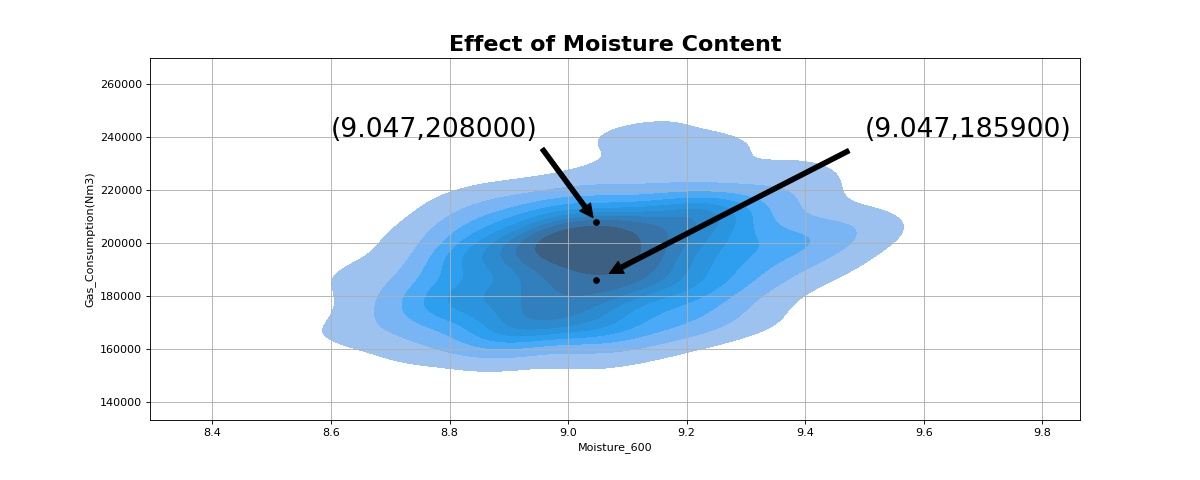 Effect of Moisture Content
260000
240000
220000
200000
180000
160000
140000
Gas_Consumption(Nm3)
(9.047,208000)
(9.047,185900)
8.4 8.6 8.8 9.0 9.2 9.4 9.6 9.8
Moisture_600